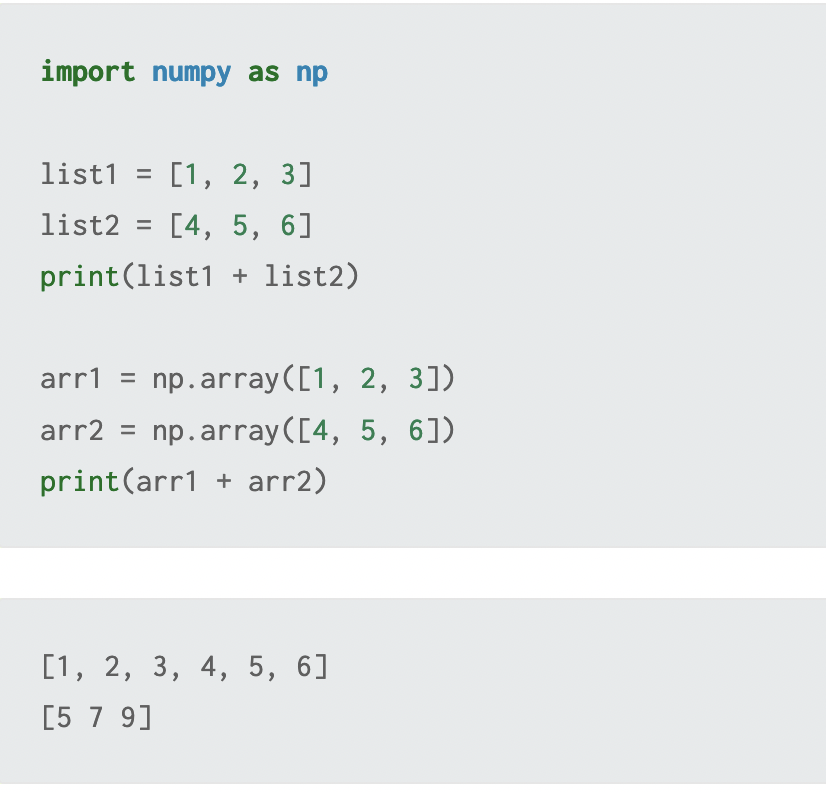 import numpy as np
list1 = [1, 2, 3]
list2 = [4, 5, 6]
print(list1 + list2)
arr1 = np.array([1, 2, 3])
arr2 = np.array([4, 5, 6])
print(arr1 + arr2)
[1, 2, 3, 4, 5, 6]
[5 7 9]